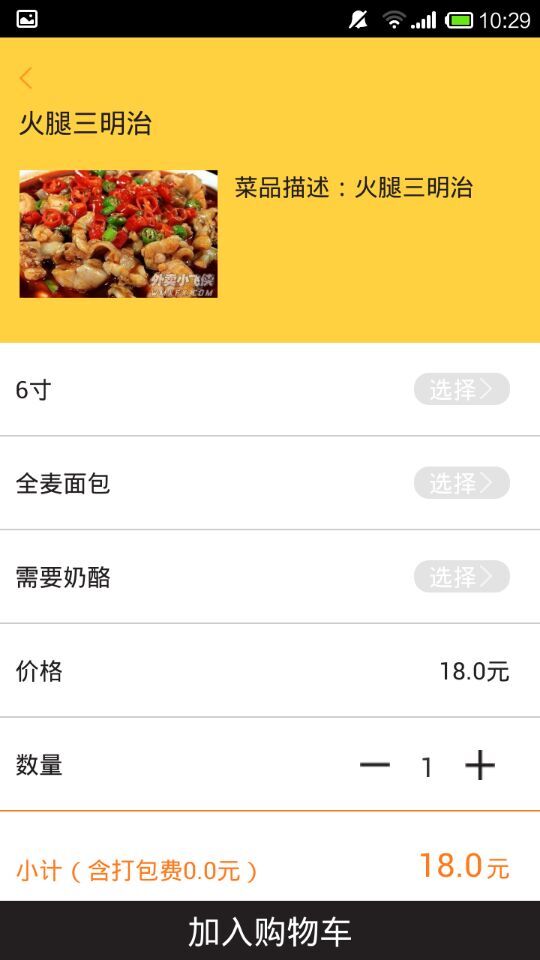 10:29
火腿三明治
菜品描述：火腿三明治
外卖小飞侠
WMXFX.COM
6寸 选择
全麦面包 选择
需要奶酪 选择
价格 18.0元
数量 1
小计（含打包费0.0元） 18.0元
加入购物车